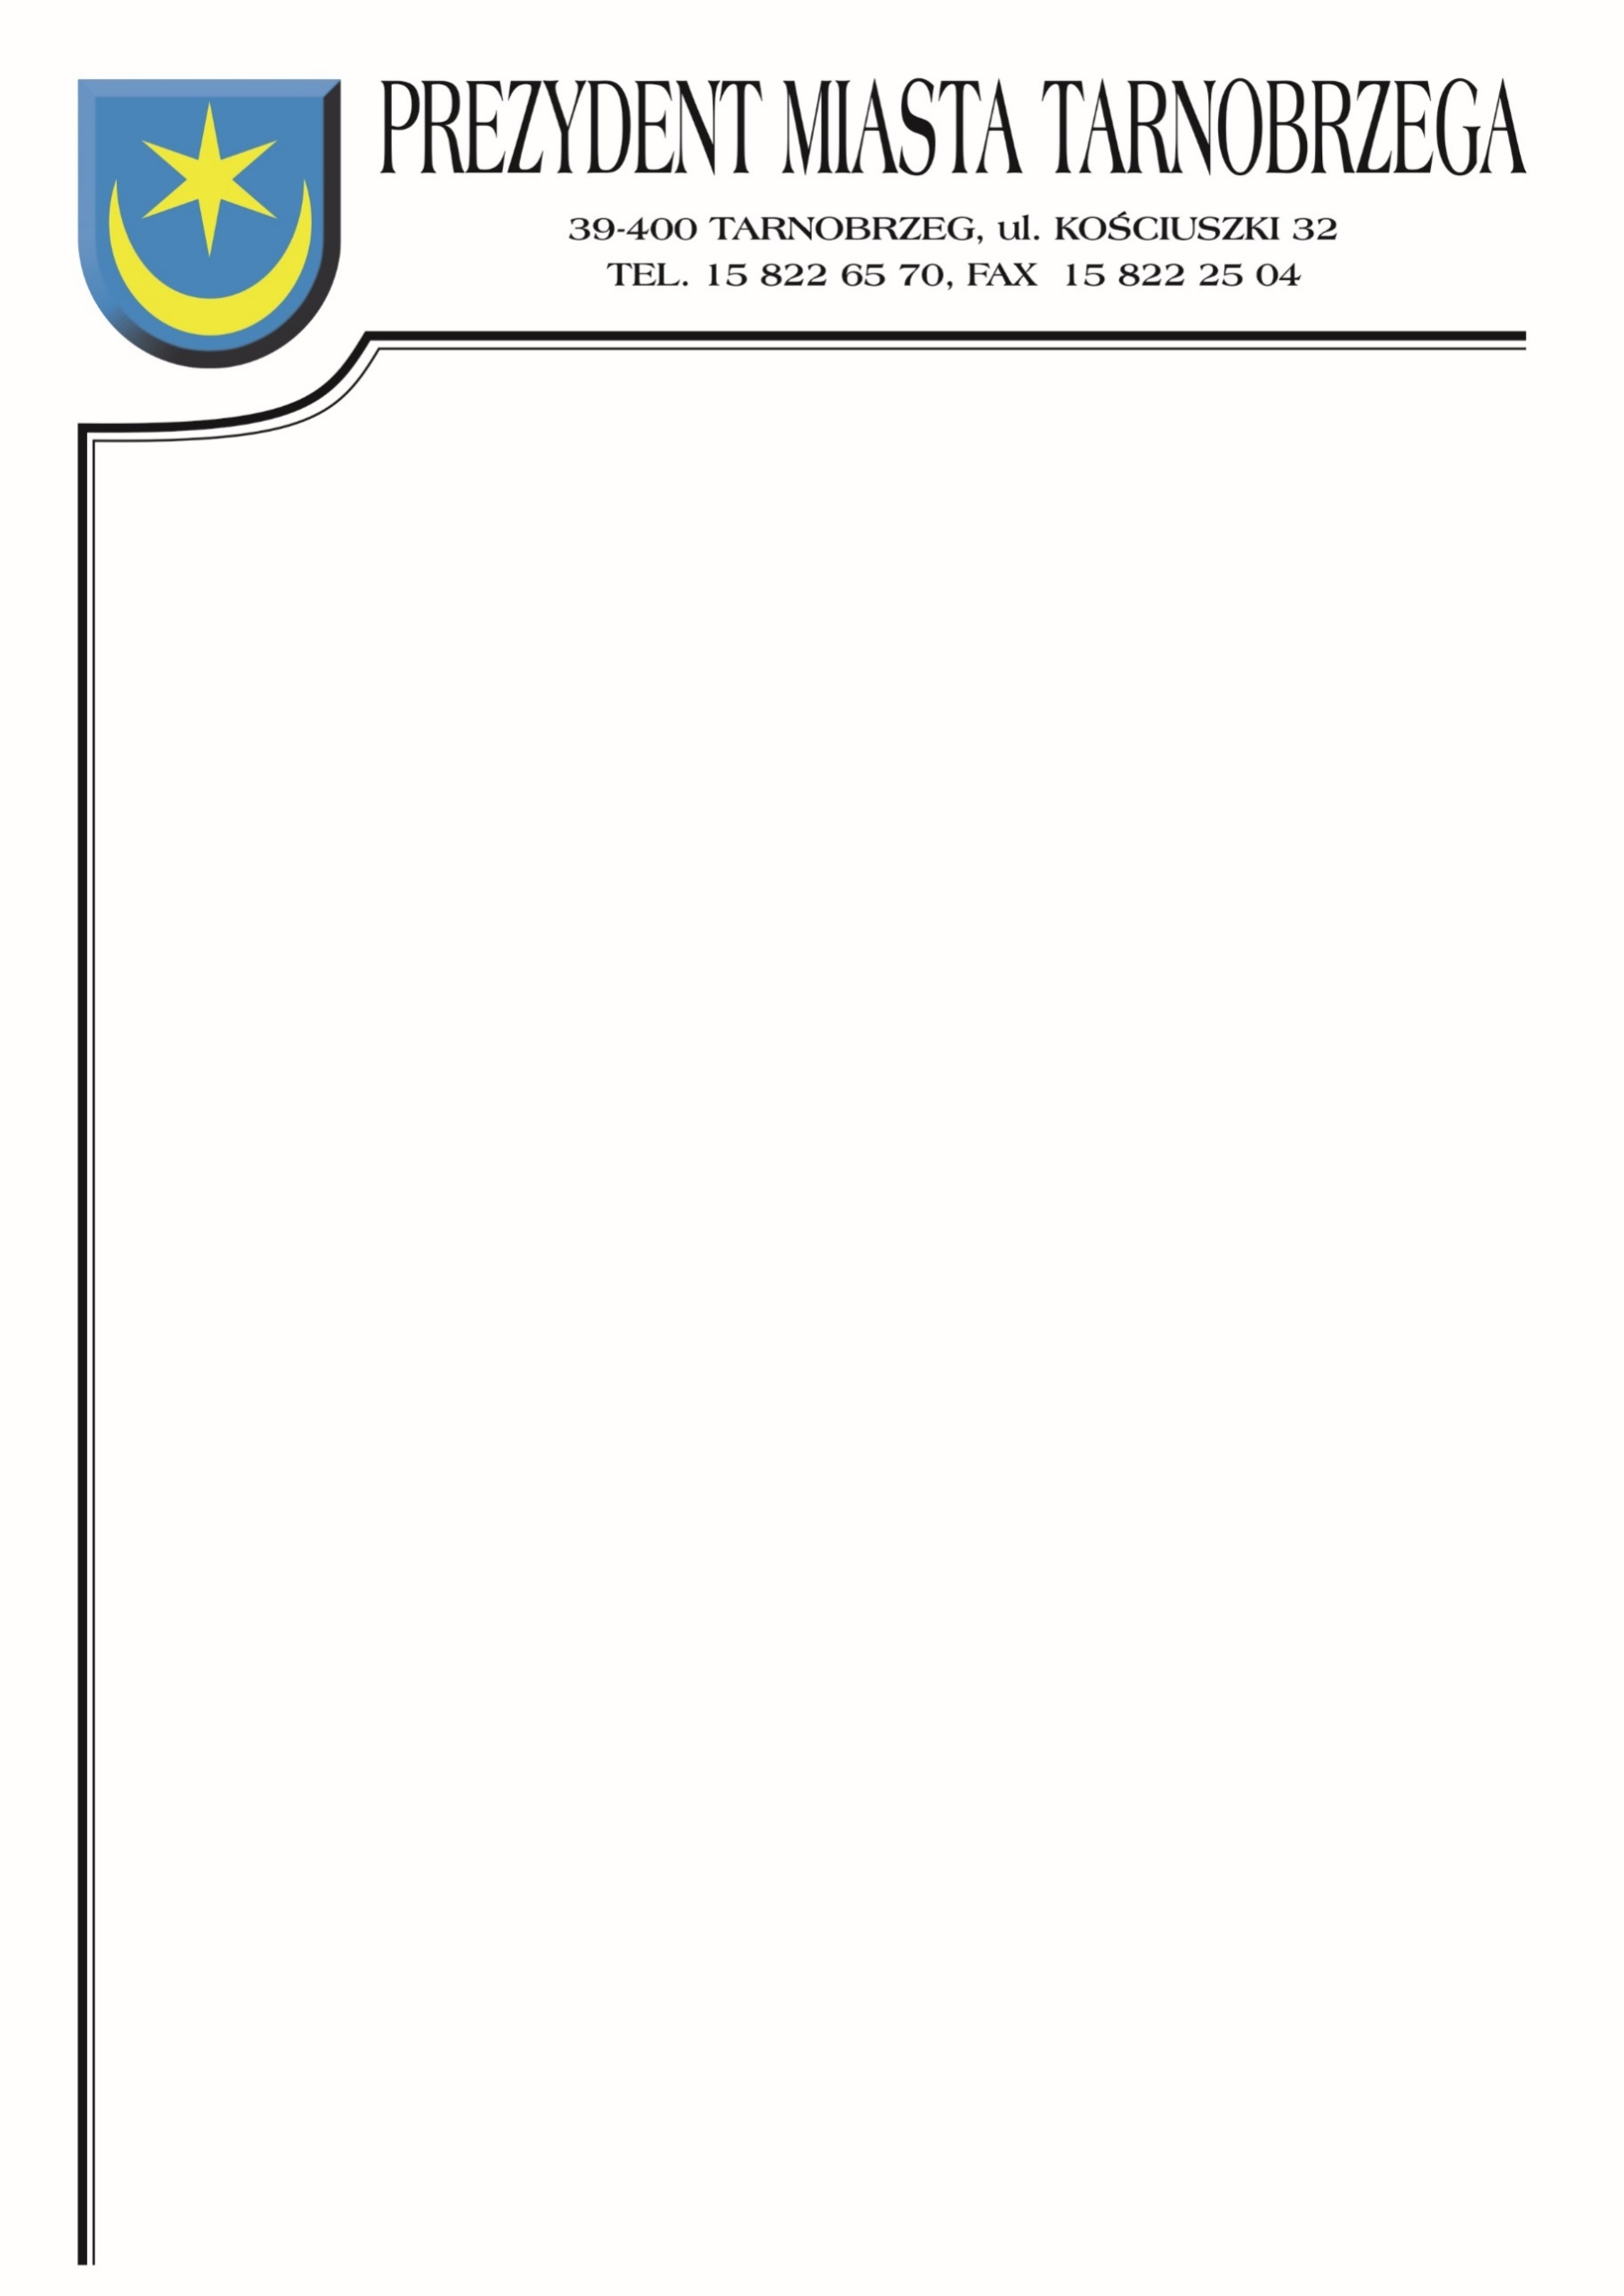 PREZYDENT MIASTA TARNOBRZEGA
39-400 TARNOBRZEG, ul. KOŚCIUSZKI 32
TEL. 15 822 65 70, FAX 15 822 25 04